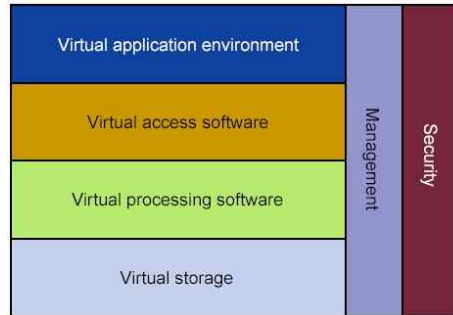 Virtual application environment
Virtual access software
Virtual processing software
Virtual storage
Management
Security